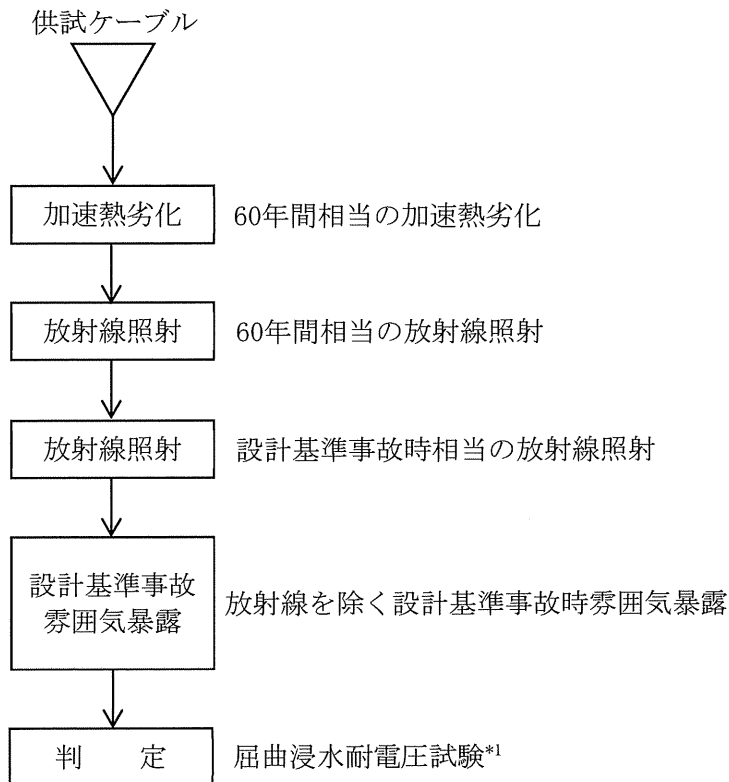 供試ケーブル
加速熱劣化 60年間相当の加速熱劣化
放射線照射 60年間相当の放射線照射
放射線照射 設計基準事故時相当の放射線照射
設計基準事故
雰囲気暴露
放射線を除く設計基準事故時雰囲気暴露
判 定 屈曲浸水耐電圧試験*1